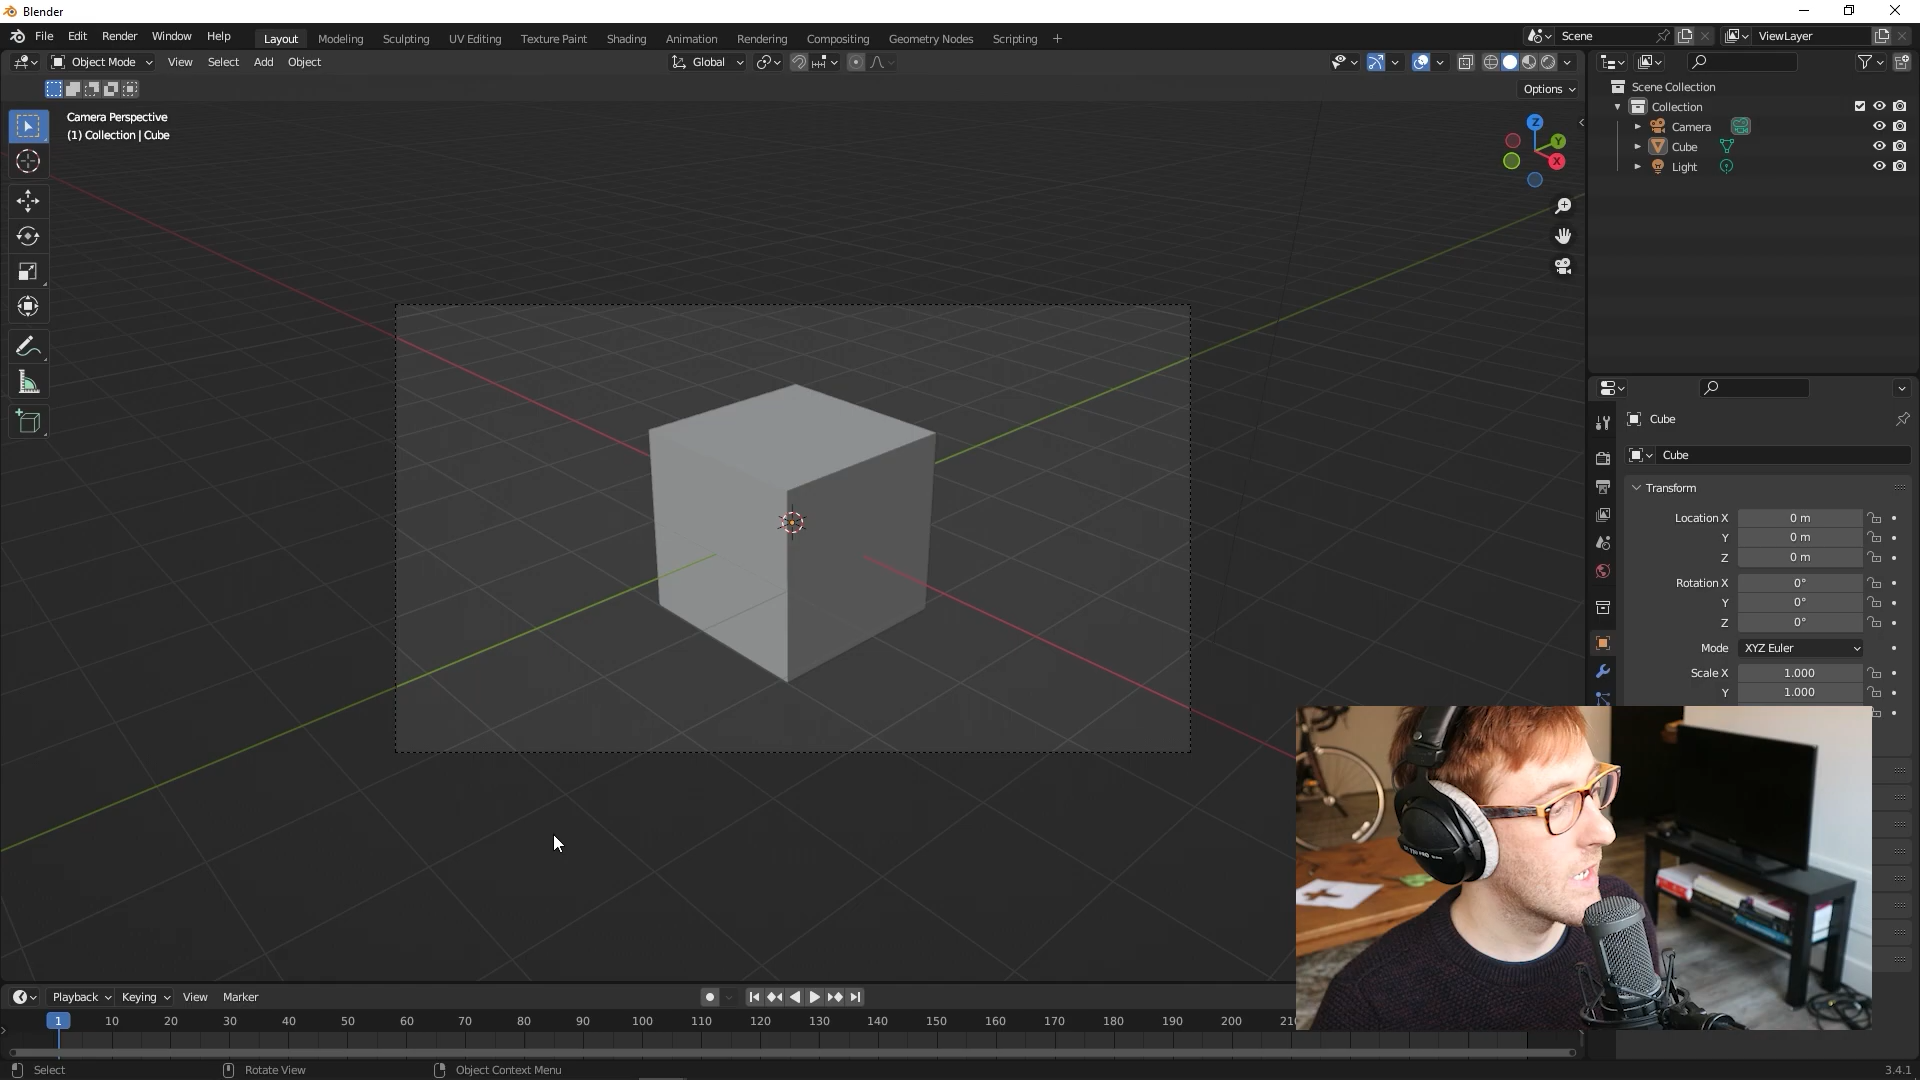 Blender
File Edit Render Window Help Layout Modeling Sculpting UV Editing Texture Paint Shading Animation Rendering Compositing Geometry Nodes Scripting + Scene ViewLayer
Object Mode View Select Add Object Global
Options
Camera Perspective
(1) Collection | Cube
Z
Y
X
Scene Collection
Collection
Camera
Cube
Light
Cube
Cube
Transform
Location X 0 m
Y 0 m
Z 0 m
Rotation X 0°
Y 0°
Z 0°
Mode XYZ Euler
Scale X 1.000
Y 1.000
Playback Keying View Marker
1 10 20 30 40 50 60 70 80 90 100 110 120 130 140 150 160 170 180 190 200
Select Rotate View Object Context Menu 3.4.1